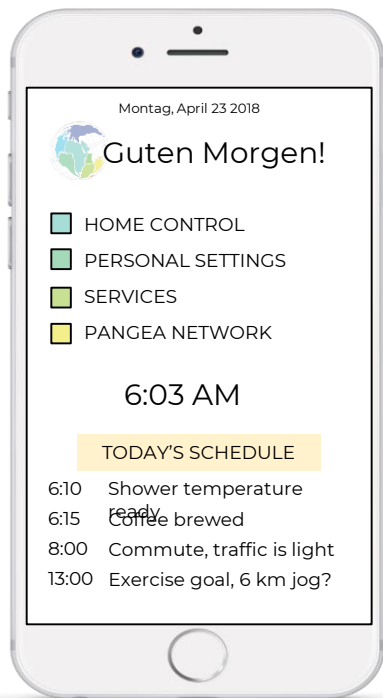 Montag, April 23 2018
Guten Morgen!
HOME CONTROL
PERSONAL SETTINGS
SERVICES
PANGEA NETWORK
6:03 AM
TODAY’S SCHEDULE
6:10 Shower temperature
ready
6:15 Coffee brewed
8:00 Commute, traffic is light
13:00 Exercise goal, 6 km jog?